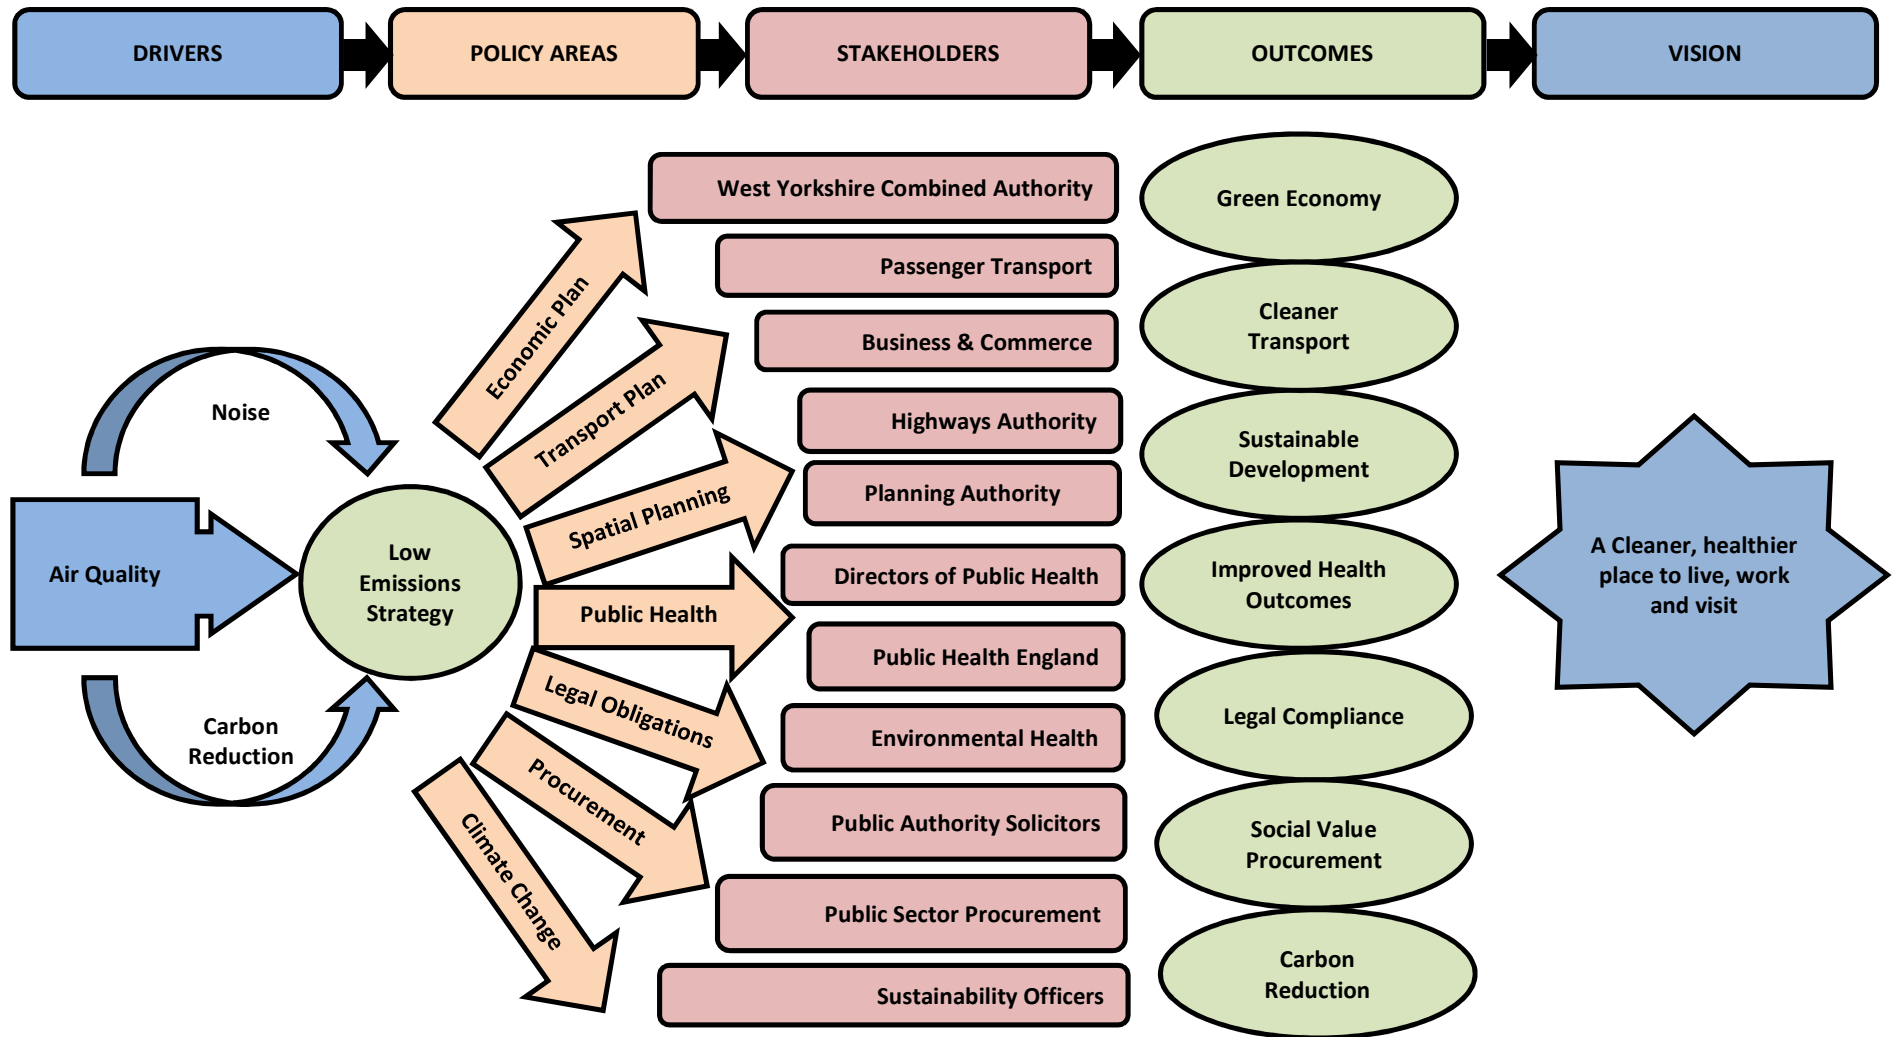 DRIVERS
POLICY AREAS
STAKEHOLDERS
OUTCOMES
VISION
Noise
Air Quality
Carbon
Reduction
Low
Emissions
Strategy
Economic Plan
Transport Plan
Spatial Planning
Public Health
Legal Obligations
Procurement
Climate Change
West Yorkshire Combined Authority
Passenger Transport
Business & Commerce
Highways Authority
Planning Authority
Directors of Public Health
Public Health England
Environmental Health
Public Authority Solicitors
Public Sector Procurement
Sustainability Officers
Green Economy
Cleaner
Transport
Sustainable
Development
Improved Health
Outcomes
Legal Compliance
Social Value
Procurement
Carbon
Reduction
A Cleaner, healthier
place to live, work
and visit